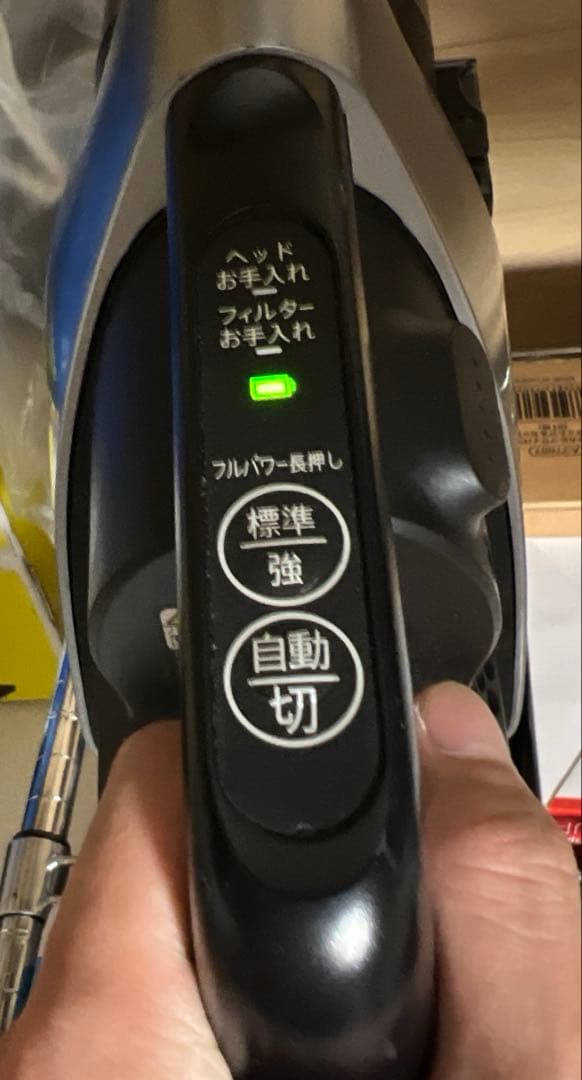 ヘッド
お手入れ
フィルター
お手入れ
フルパワー長押し
標準
強
自動
切